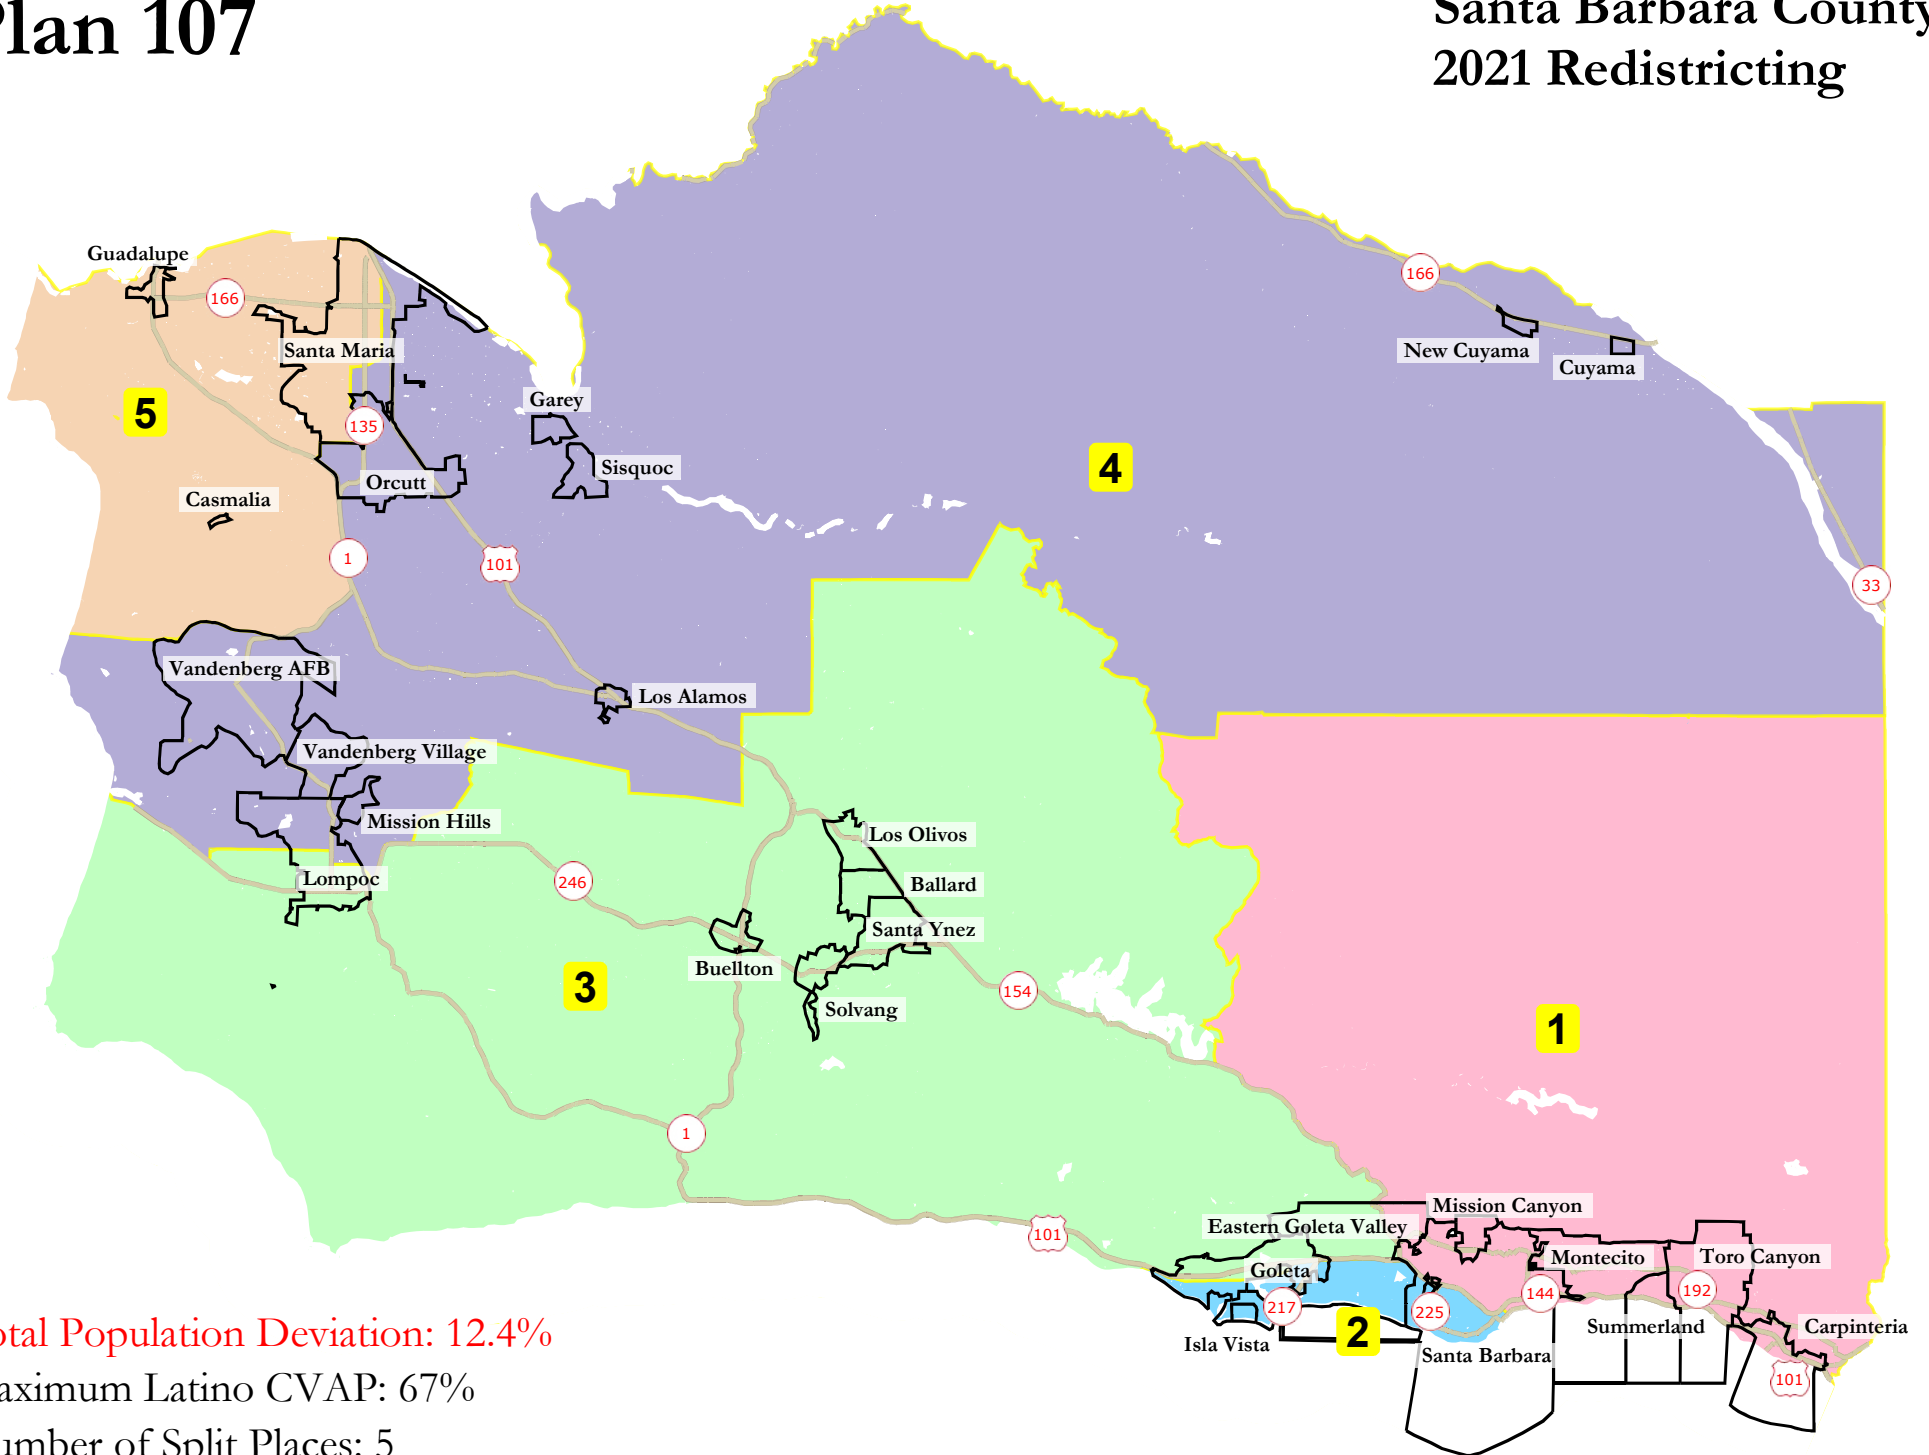 Plan 107
Santa Barbara County
2021 Redistricting
Guadalupe
166
166
Santa Maria
New Cuyama
Cuyama
Garey
5
135
4
Sisquoc
Orcutt
Casmalia
1
101
33
Vandenberg AFB
Los Alamos
Vandenberg Village
Mission Hills
Los Olivos
Lompoc
246
Ballard
Santa Ynez
Buellton
3
154
Solvang
1
1
Mission Canyon
Eastern Goleta Valley
101
Montecito
Toro Canyon
Goleta
217
225
144
192
2
Isla Vista
Summerland
Carpinteria
Santa Barbara
101
otal Population Deviation: 12.4%
aximum Latino CVAP: 67%
umber of Split Places: 5